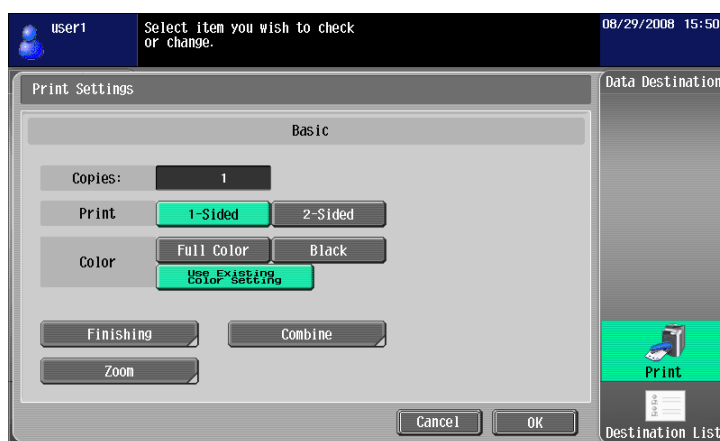 user1
Select item you wish to check
or change.
08/29/2008 15:50
Print Settings
Data Destination
Basic
Copies:
1
Print
1-Sided
2-Sided
Color
Full Color
Black
Use Existing
Color Setting
Finishing
Combine
Zoom
Print
Cancel
OK
Destination List